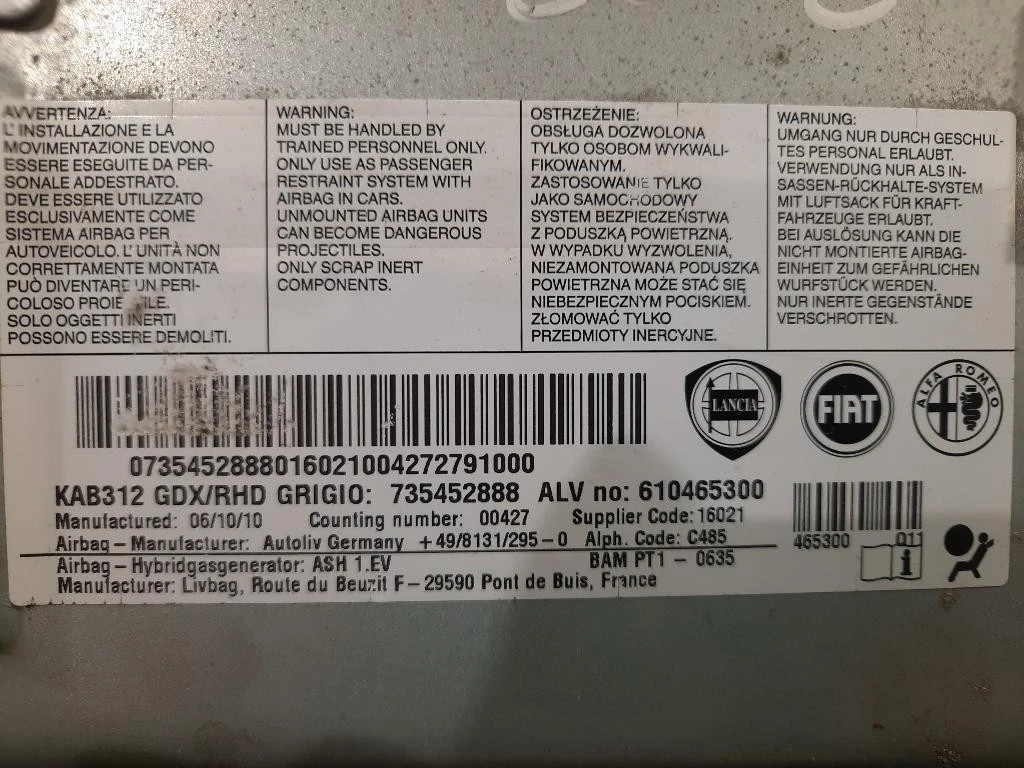 AVVERTENZA:
L' INSTALLAZIONE E LA
MOVIMENTAZIONE DEVONO
ESSERE ESEGUITE DA PER-
SONALE ADDESTRATO.
DEVE ESSERE UTILIZZATO
ESCLUSIVAMENTE COME
SISTEMA AIRBAG PER
AUTOVEICOLO. L' UNITÀ NON
CORRETTAMENTE MONTATA
PUÒ DIVENTARE UN PERI-
COLOSO PROIETTILE.
SOLO OGGETTI INERTI
POSSONO ESSERE DEMOLITI.
WARNING:
MUST BE HANDLED BY
TRAINED PERSONNEL ONLY.
ONLY USE AS PASSENGER
RESTRAINT SYSTEM WITH
AIRBAG IN CARS.
UNMOUNTED AIRBAG UNITS
CAN BECOME DANGEROUS
PROJECTILES.
ONLY SCRAP INERT
COMPONENTS.
OSTRZEŻENIE:
OBSŁUGA DOZWOLONA
TYLKO OSOBOM WYKWALI-
FIKOWANYM.
ZASTOSOWANIE TYLKO
JAKO SAMOCHODOWY
SYSTEM BEZPIECZEŃSTWA
Z PODUSZKĄ POWIETRZNĄ.
W WYPADKU WYZWOLENIA,
NIEZAMONTOWANA PODUSZKA
POWIETRZNA MOŻE STAĆ SIĘ
NIEBEZPIECZNYM POCISKIEM.
ZŁOMOWAĆ TYLKO
PRZEDMIOTY INERCYJNE.
WARNUNG:
UMGANG NUR DURCH GESCHUL-
TES PERSONAL ERLAUBT.
VERWENDUNG NUR ALS IN-
SASSEN-RÜCKHALTE-SYSTEM
MIT LUFTSACK FÜR KRAFT-
FAHRZEUGE ERLAUBT.
BEI AUSLÖSUNG KANN DIE
NICHT MONTIERTE AIRBAG-
EINHEIT ZUM GEFÄHRLICHEN
WURFSTÜCK WERDEN.
NUR INERTE GEGENSTÄNDE
VERSCHROTTEN.
LANCIA
FIAT
ALFA ROMEO
07354528880160210042727 91000
KAB312 GDX/RHD GRIGIO: 735452888 ALV no: 610465300
Manufactured: 06/10/10 Counting number: 00427 Supplier Code: 16021
Airbag – Manufacturer: Autoliv Germany +49/8131/295-0 Alph. Code: C485
465300 011
Airbag – Hybridgasgenerator: ASH 1.EV BAM PT1 - 0635
Manufacturer: Livbag, Route du Beuzit F - 29590 Pont de Buis, France
i